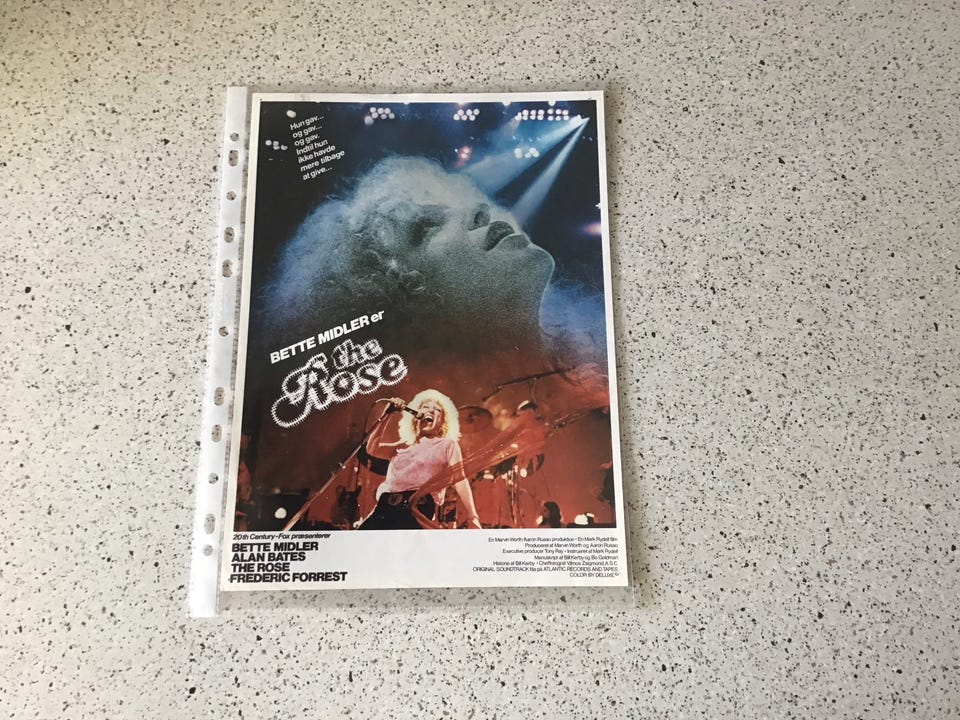 Hun gav...
og gav...
og gav.
Indtil hun
ikke havde
mere tilbage
at give...
BETTE MIDLER er
the
Rose
20th Century-Fox præsenterer
BETTE MIDLER
ALAN BATES
THE ROSE
FREDERIC FORREST
En Marvin Worth/Aaron Russo produktion • En Mark Rydell film
Produceret af Marvin Worth og Aaron Russo
Executive producer Tony Ray • Instrueret af Mark Rydell
Manuskript af Bill Kerby og Bo Goldman
Historie af Bill Kerby • Cheffotograf Vilmos Zsigmond, A.S.C.
ORIGINAL SOUNDTRACK fås på ATLANTIC RECORDS AND TAPES
COLOR BY DELUXE®